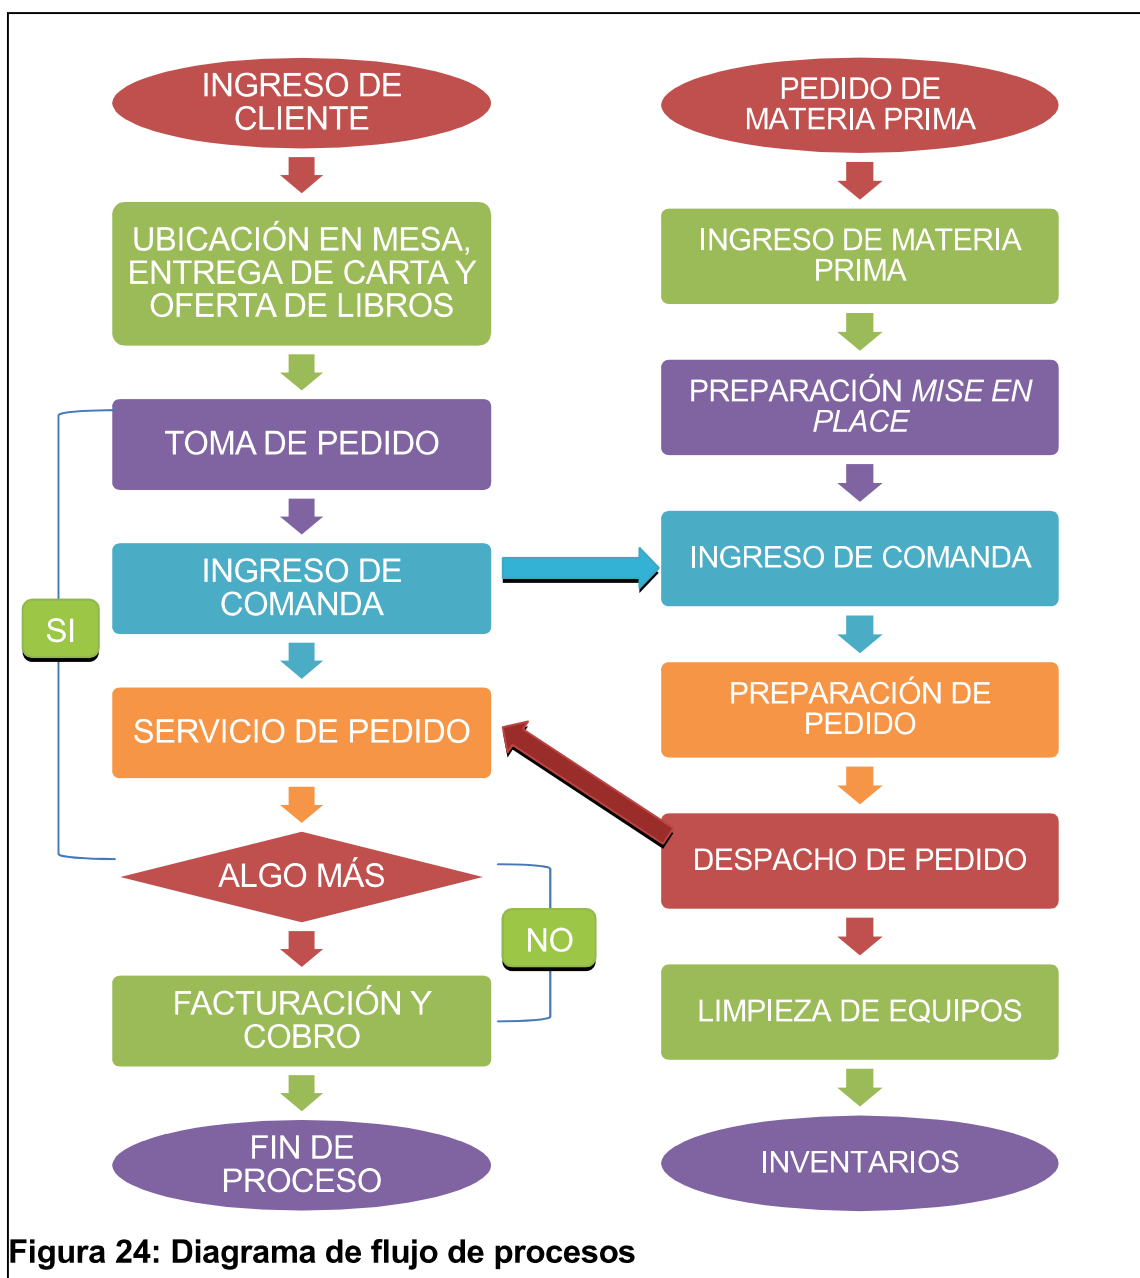 INGRESO DE
CLIENTE
UBICACIÓN EN MESA,
ENTREGA DE CARTA Y
OFERTA DE LIBROS
TOMA DE PEDIDO
INGRESO DE
COMANDA
SI
SERVICIO DE PEDIDO
ALGO MÁS
NO
FACTURACIÓN Y
COBRO
FIN DE
PROCESO
PEDIDO DE
MATERIA PRIMA
INGRESO DE MATERIA
PRIMA
PREPARACIÓN MISE EN
PLACE
INGRESO DE COMANDA
PREPARACIÓN DE
PEDIDO
DESPACHO DE PEDIDO
LIMPIEZA DE EQUIPOS
INVENTARIOS
Figura 24: Diagrama de flujo de procesos